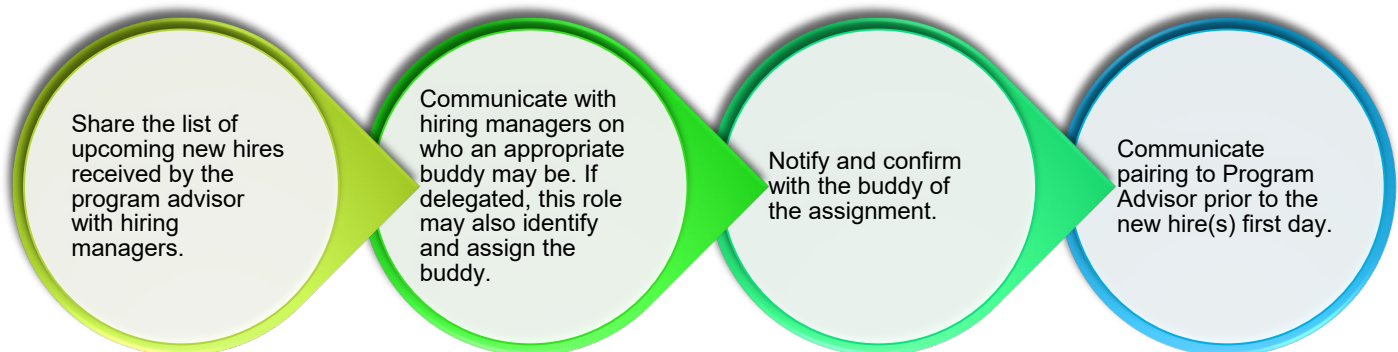 Share the list of
upcoming new hires
received by the
program advisor
with hiring
managers.
Communicate with
hiring managers on
who an appropriate
buddy may be. If
delegated, this role
may also identify
and assign the
buddy.
Notify and confirm
with the buddy of
the assignment.
Communicate
pairing to Program
Advisor prior to the
new hire(s) first day.